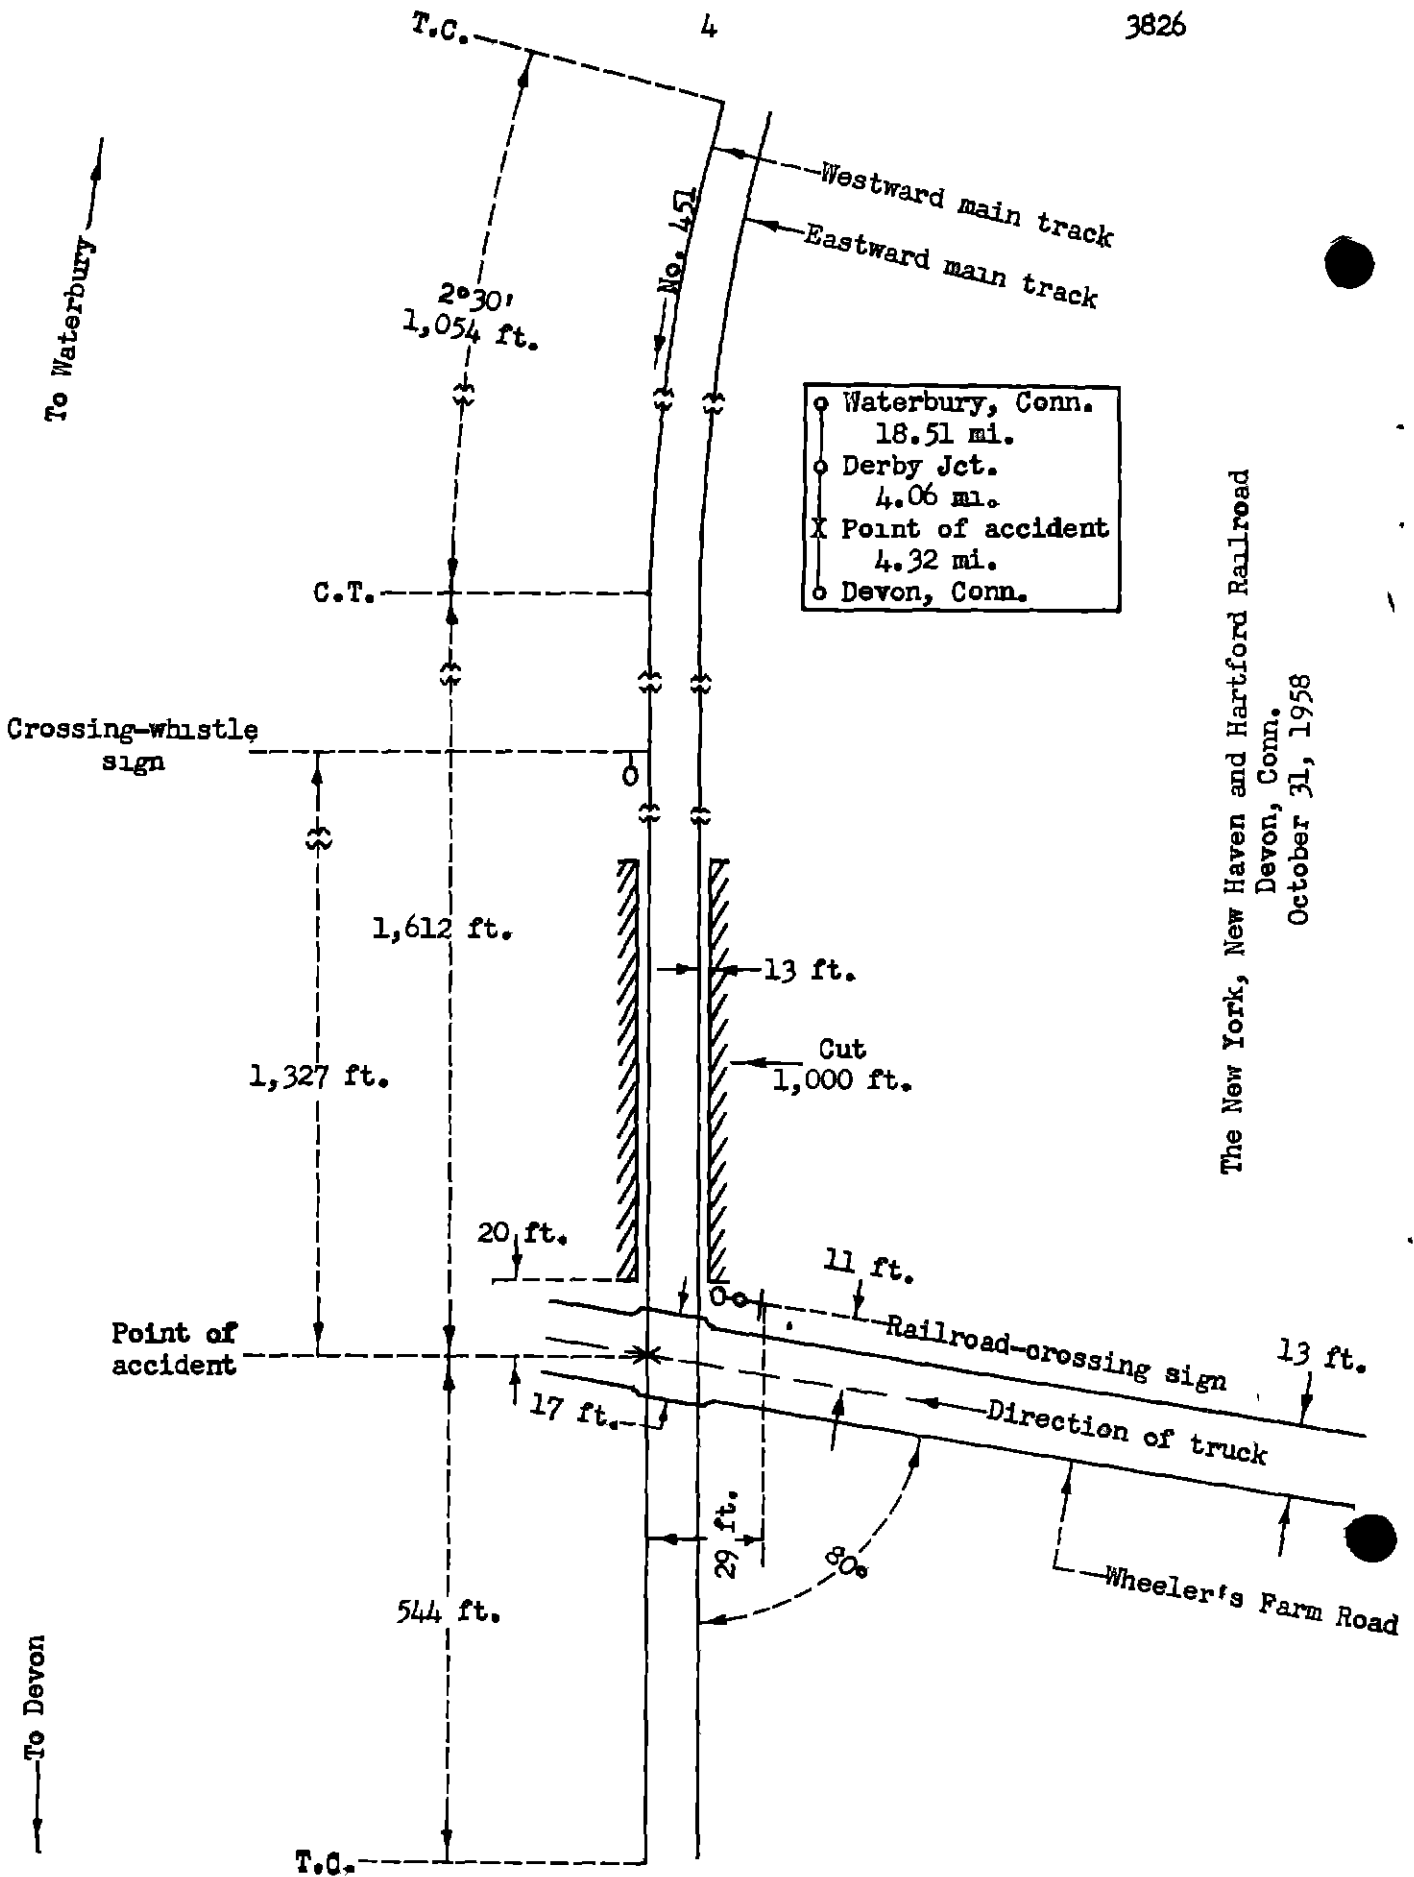 4
3826
T.C.
Westward main track
Eastward main track
No. 451
To Waterbury
2°30'
1,054 ft.
Waterbury, Conn.
18.51 mi.
Derby Jct.
4.06 mi.
X Point of accident
4.32 mi.
Devon, Conn.
The New York, New Haven and Hartford Railroad
Devon, Conn.
October 31, 1958
C.T.
Crossing-whistle
sign
1,612 ft.
13 ft.
Cut
1,000 ft.
1,327 ft.
20 ft.
11 ft.
Railroad-crossing sign
13 ft.
Point of
accident
17 ft.
Direction of truck
29 ft.
80°
Wheeler's Farm Road
544 ft.
To Devon
T.C.